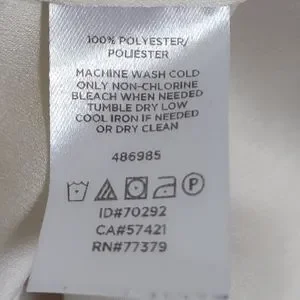 100% POLYESTER/
POLIÉSTER
MACHINE WASH COLD
ONLY NON-CHLORINE
BLEACH WHEN NEEDED
TUMBLE DRY LOW
COOL IRON IF NEEDED
OR DRY CLEAN
486985
P
ID#70292
CA#57421
RN#77379